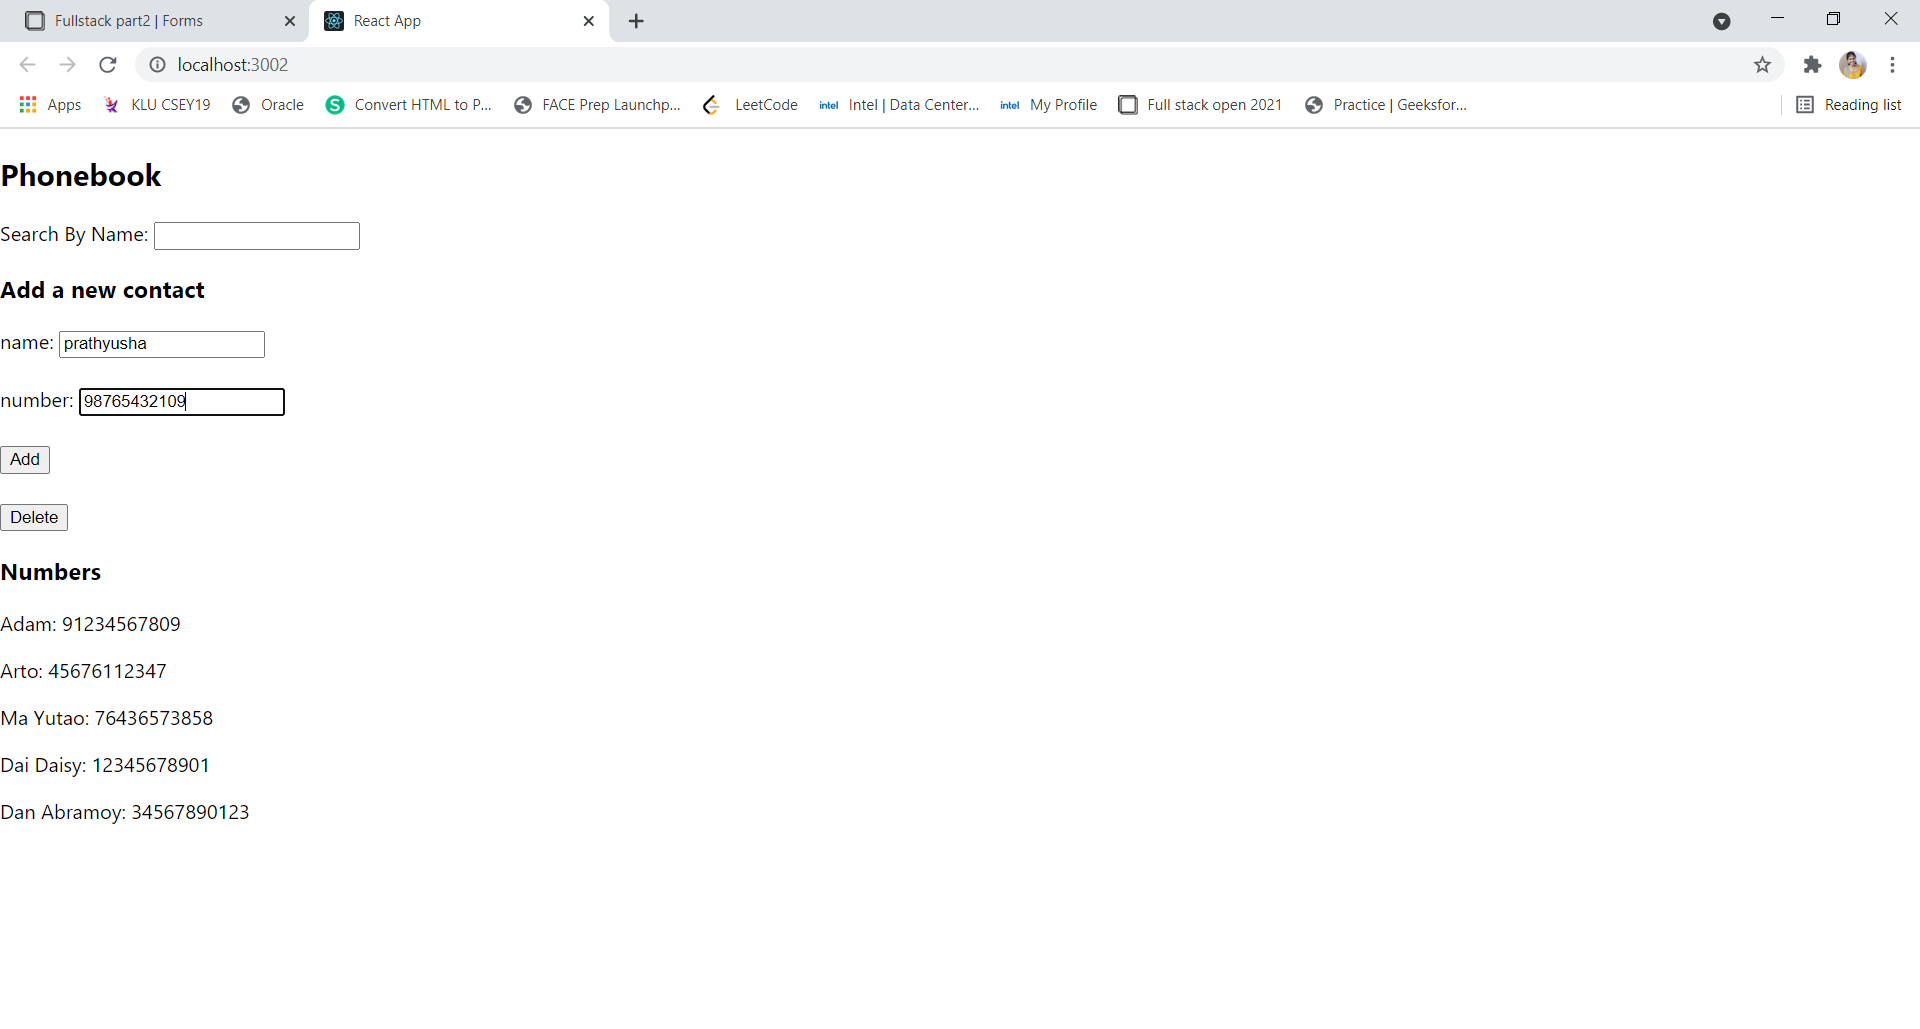 Fullstack part2 | Forms
React App
localhost:3002
Apps
KLU CSEY19
Oracle
S Convert HTML to P...
FACE Prep Launchp...
LeetCode
intel Intel | Data Center...
intel My Profile
Full stack open 2021
Practice | Geeksfor...
Reading list
Phonebook
Search By Name:
Add a new contact
name: prathyusha
number: 98765432109
Add
Delete
Numbers
Adam: 91234567809
Arto: 45676112347
Ma Yutao: 76436573858
Dai Daisy: 12345678901
Dan Abramoy: 34567890123